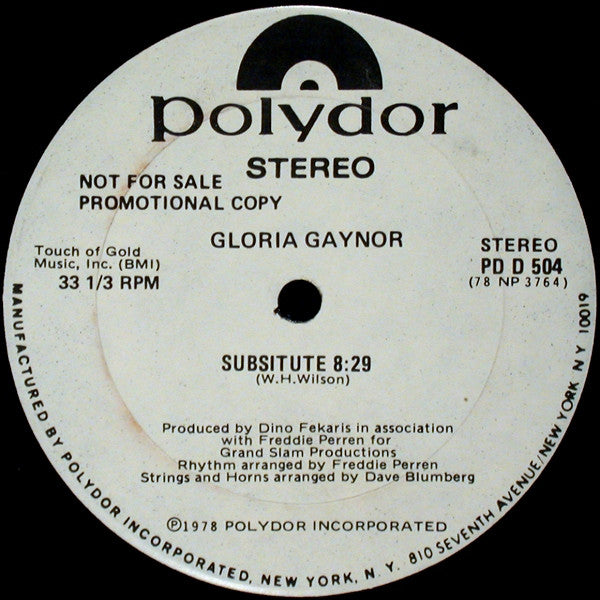 polydor
STEREO
NOT FOR SALE
PROMOTIONAL COPY
GLORIA GAYNOR
Touch of Gold
Music, Inc. (BMI)
33 1/3 RPM
STEREO
PD D 504
(78 NP 3764)
SUBSITUTE 8:29
(W.H.Wilson)
Produced by Dino Fekaris in association
with Freddie Perren for
Grand Slam Productions
Rhythm arranged by Freddie Perren
Strings and Horns arranged by Dave Blumberg
℗1978 POLYDOR INCORPORATED
MANUFACTURED BY POLYDOR INCORPORATED, NEW YORK, N. Y. 810 SEVENTH AVENUE/NEW YORK N Y 10019